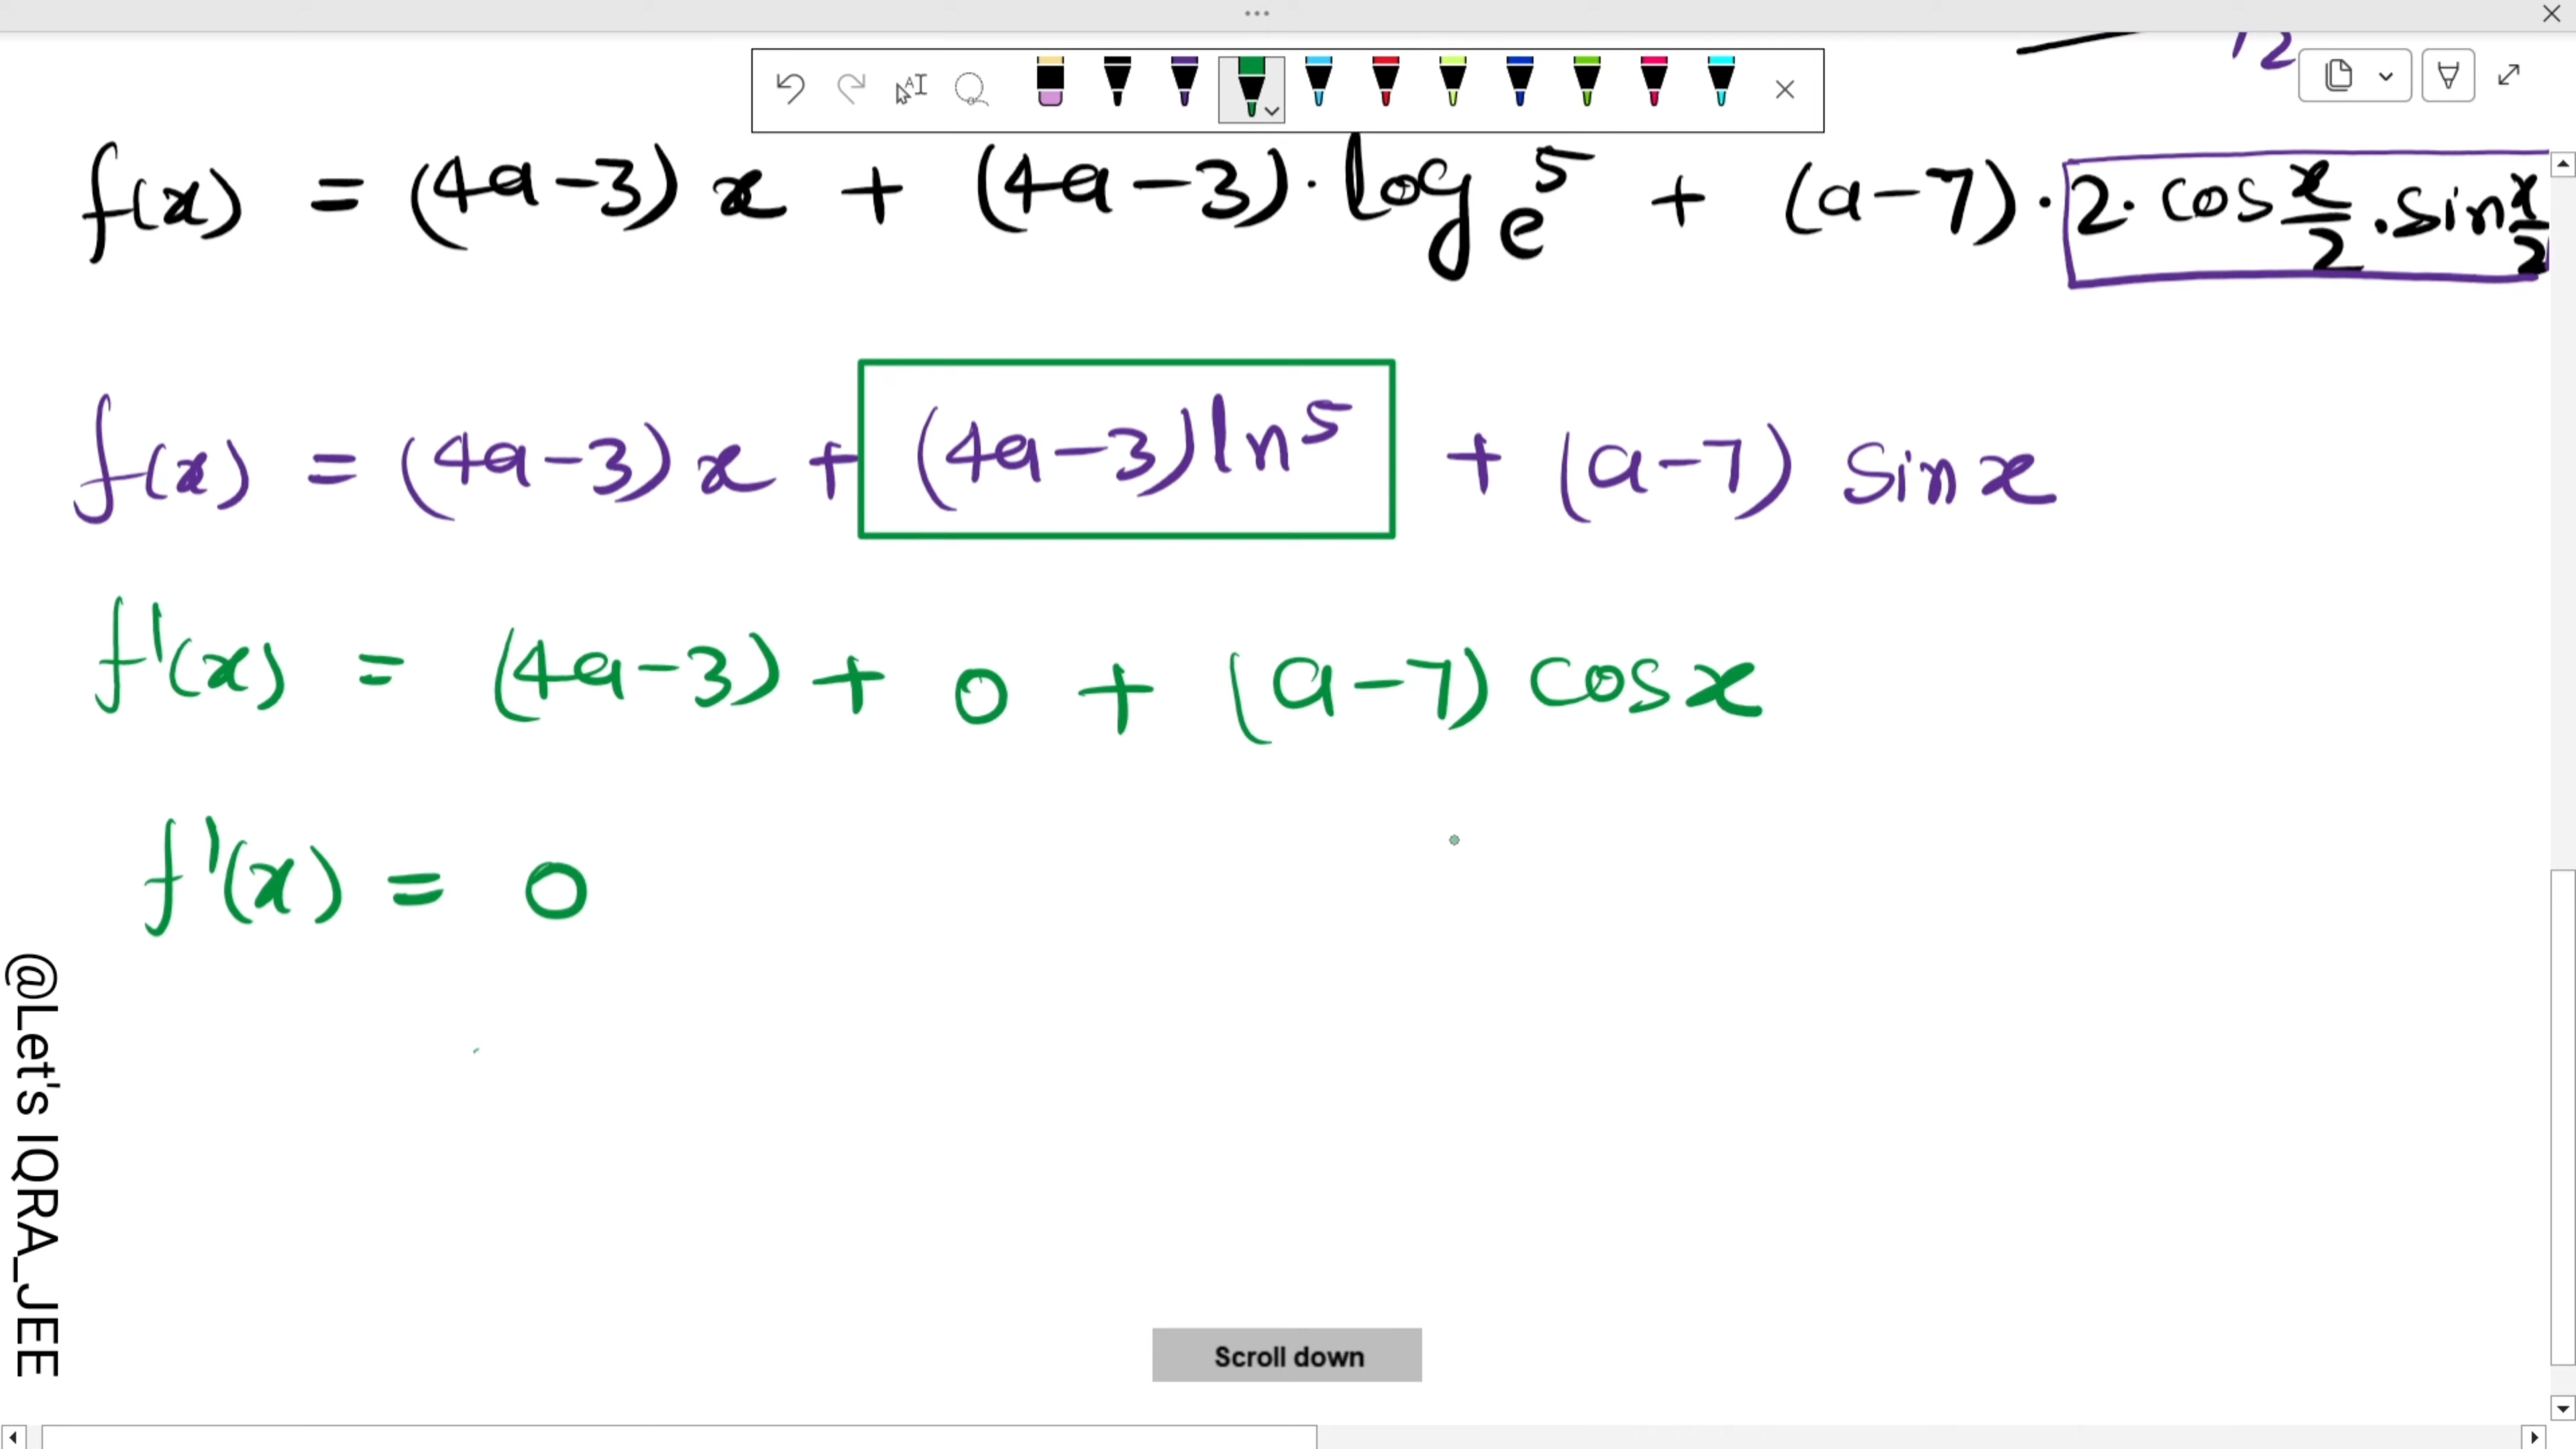 f(x) = (4a-3) x + (4a-3) · log e 5 + (a-7) · 2 · cos x/2 · sin x/2
f(x) = (4a-3) x + (4a-3) ln 5 + (a-7) sin x
f'(x) = (4a-3) + 0 + (a-7) cos x
f'(x) = 0
@Let's IQRA_JEE
Scroll down